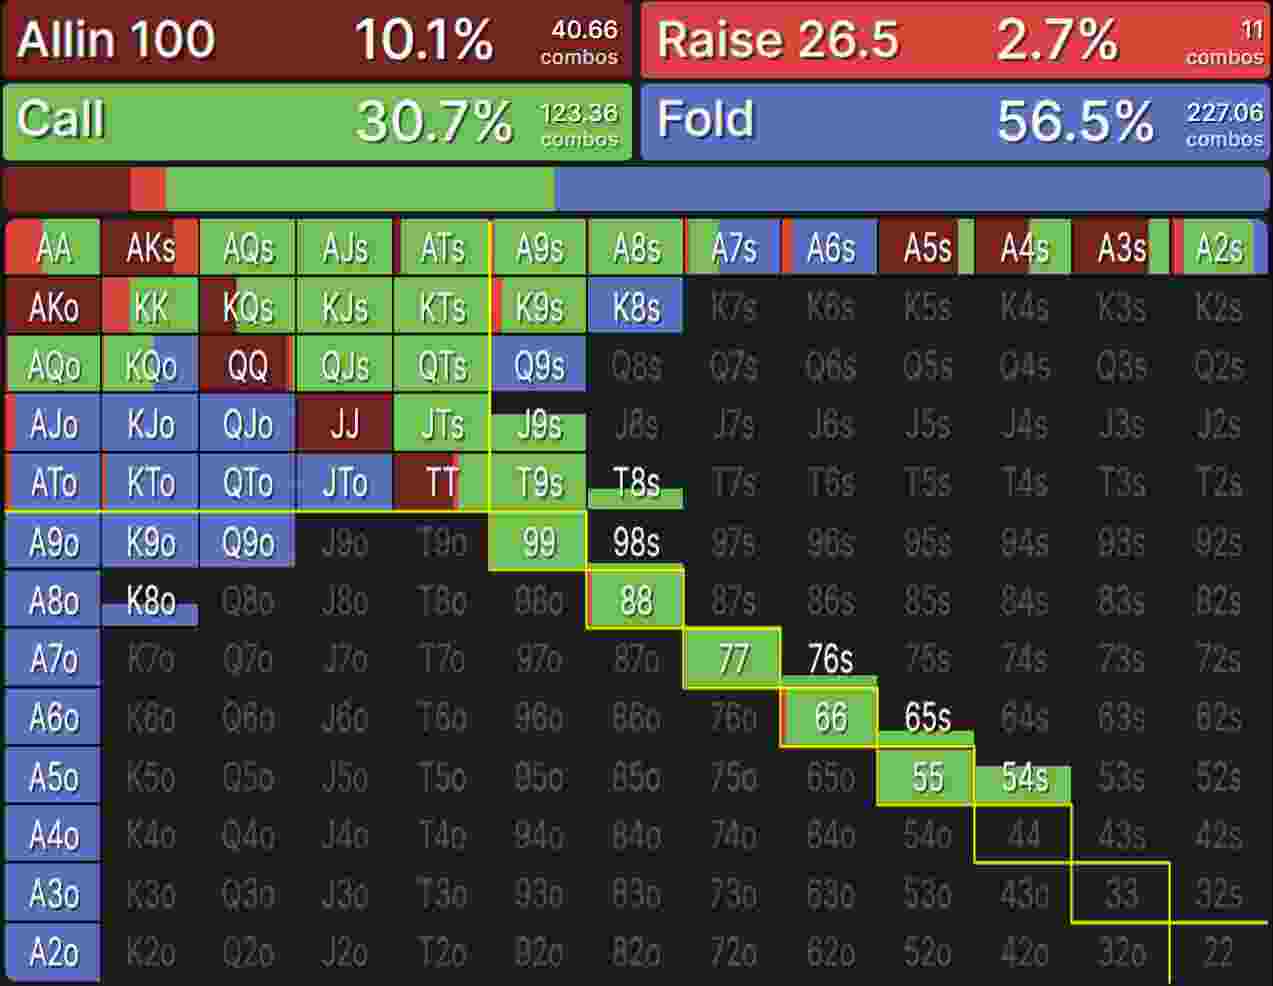 Allin 100 10.1% 40.66 combos Raise 26.5 2.7% 11 combos
Call 30.7% 123.36 combos Fold 56.5% 227.06 combos
AA AKs AQs AJs ATs A9s A8s A7s A6s A5s A4s A3s A2s
AKo KK KQs KJs KTs K9s K8s K7s K6s K5s K4s K3s K2s
AQo KQo QQ QJs QTs Q9s Q8s Q7s Q6s Q5s Q4s Q3s Q2s
AJo KJo QJo JJ JTs J9s J8s J7s J6s J5s J4s J3s J2s
ATo KTo QTo JTo TT T9s T8s T7s T6s T5s T4s T3s T2s
A9o K9o Q9o J9o T9o 99 98s 97s 96s 95s 94s 93s 92s
A8o K8o Q8o J8o T8o 98o 88 87s 86s 85s 84s 83s 82s
A7o K7o Q7o J7o T7o 97o 87o 77 76s 75s 74s 73s 72s
A6o K6o Q6o J6o T6o 96o 86o 76o 66 65s 64s 63s 62s
A5o K5o Q5o J5o T5o 95o 85o 75o 65o 55 54s 53s 52s
A4o K4o Q4o J4o T4o 94o 84o 74o 64o 54o 44 43s 42s
A3o K3o Q3o J3o T3o 93o 83o 73o 63o 53o 43o 33 32s
A2o K2o Q2o J2o T2o 92o 82o 72o 62o 52o 42o 32o 22